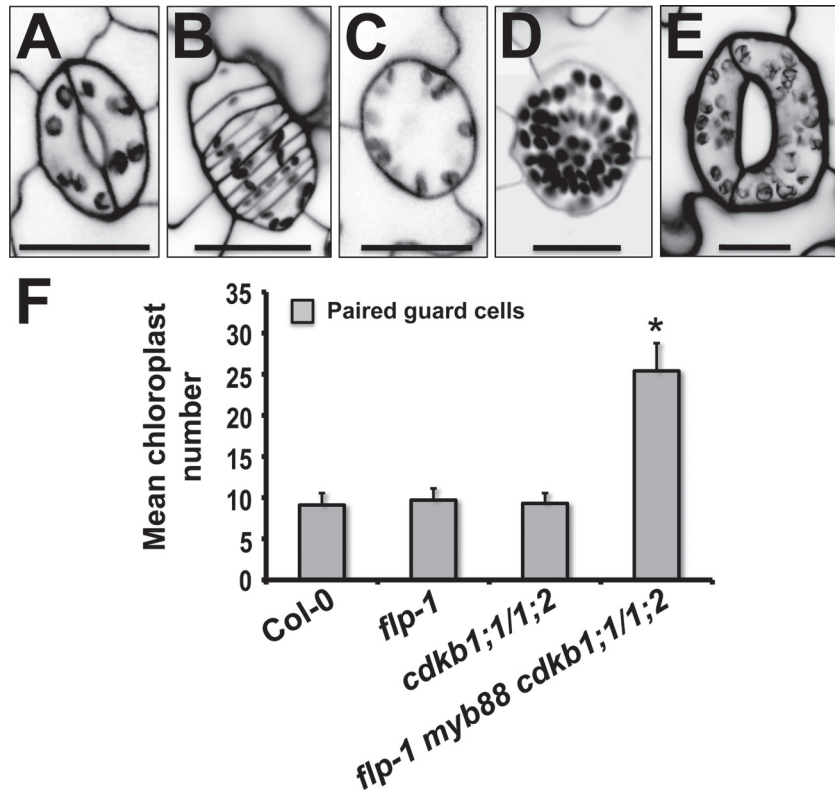 A B C D E
F
35
30
25
20
15
10
5
0
Mean chloroplast
number
Paired guard cells
*
Col-0
flp-1
cdkb1;1/1;2
flp-1 myb88 cdkb1;1/1;2